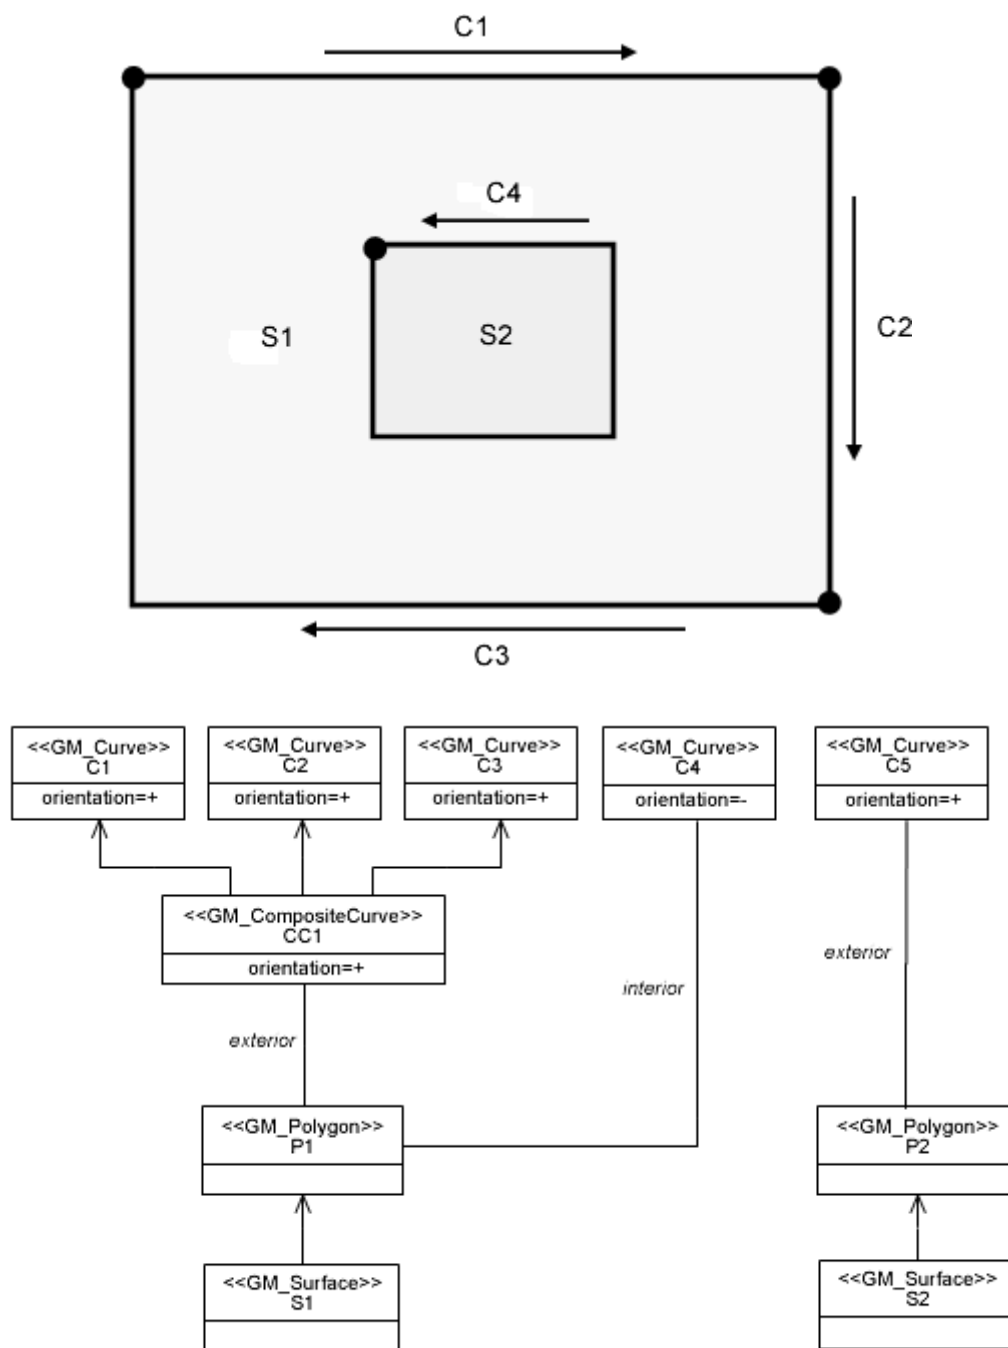 C1
C4
S1
S2
C2
C3
<<GM_Curve>>
C1
orientation=+
<<GM_Curve>>
C2
orientation=+
<<GM_Curve>>
C3
orientation=+
<<GM_Curve>>
C4
orientation=-
<<GM_Curve>>
C5
orientation=+
<<GM_CompositeCurve>>
CC1
orientation=+
exterior
interior
exterior
<<GM_Polygon>>
P1
<<GM_Polygon>>
P2
<<GM_Surface>>
S1
<<GM_Surface>>
S2